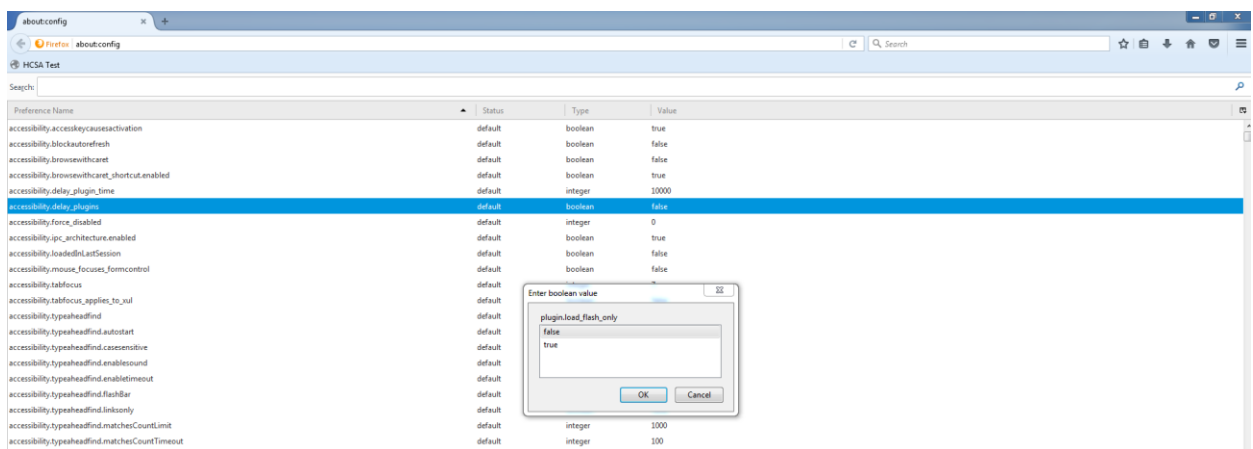 about:config
Firefox about:config Search
HCSA Test
Search:
Preference Name Status Type Value
accessibility.accesskeycausesactivation default boolean true
accessibility.blockautorefresh default boolean false
accessibility.browsewithcaret default boolean false
accessibility.browsewithcaret_shortcut.enabled default boolean true
accessibility.delay_plugin_time default integer 10000
accessibility.delay_plugins default boolean false
accessibility.force_disabled default integer 0
accessibility.ipc_architecture.enabled default boolean true
accessibility.loadedInLastSession default boolean false
accessibility.mouse_focuses_formcontrol default boolean false
accessibility.tabfocus default
accessibility.tabfocus_applies_to_xul default
accessibility.typeaheadfind default
accessibility.typeaheadfind.autostart default
accessibility.typeaheadfind.casesensitive default
accessibility.typeaheadfind.enablesound default
accessibility.typeaheadfind.enabletimeout default
accessibility.typeaheadfind.flashBar default
accessibility.typeaheadfind.linksonly default
accessibility.typeaheadfind.matchesCountLimit default integer 1000
accessibility.typeaheadfind.matchesCountTimeout default integer 100
Enter boolean value
plugin.load_flash_only
false
true
OK Cancel